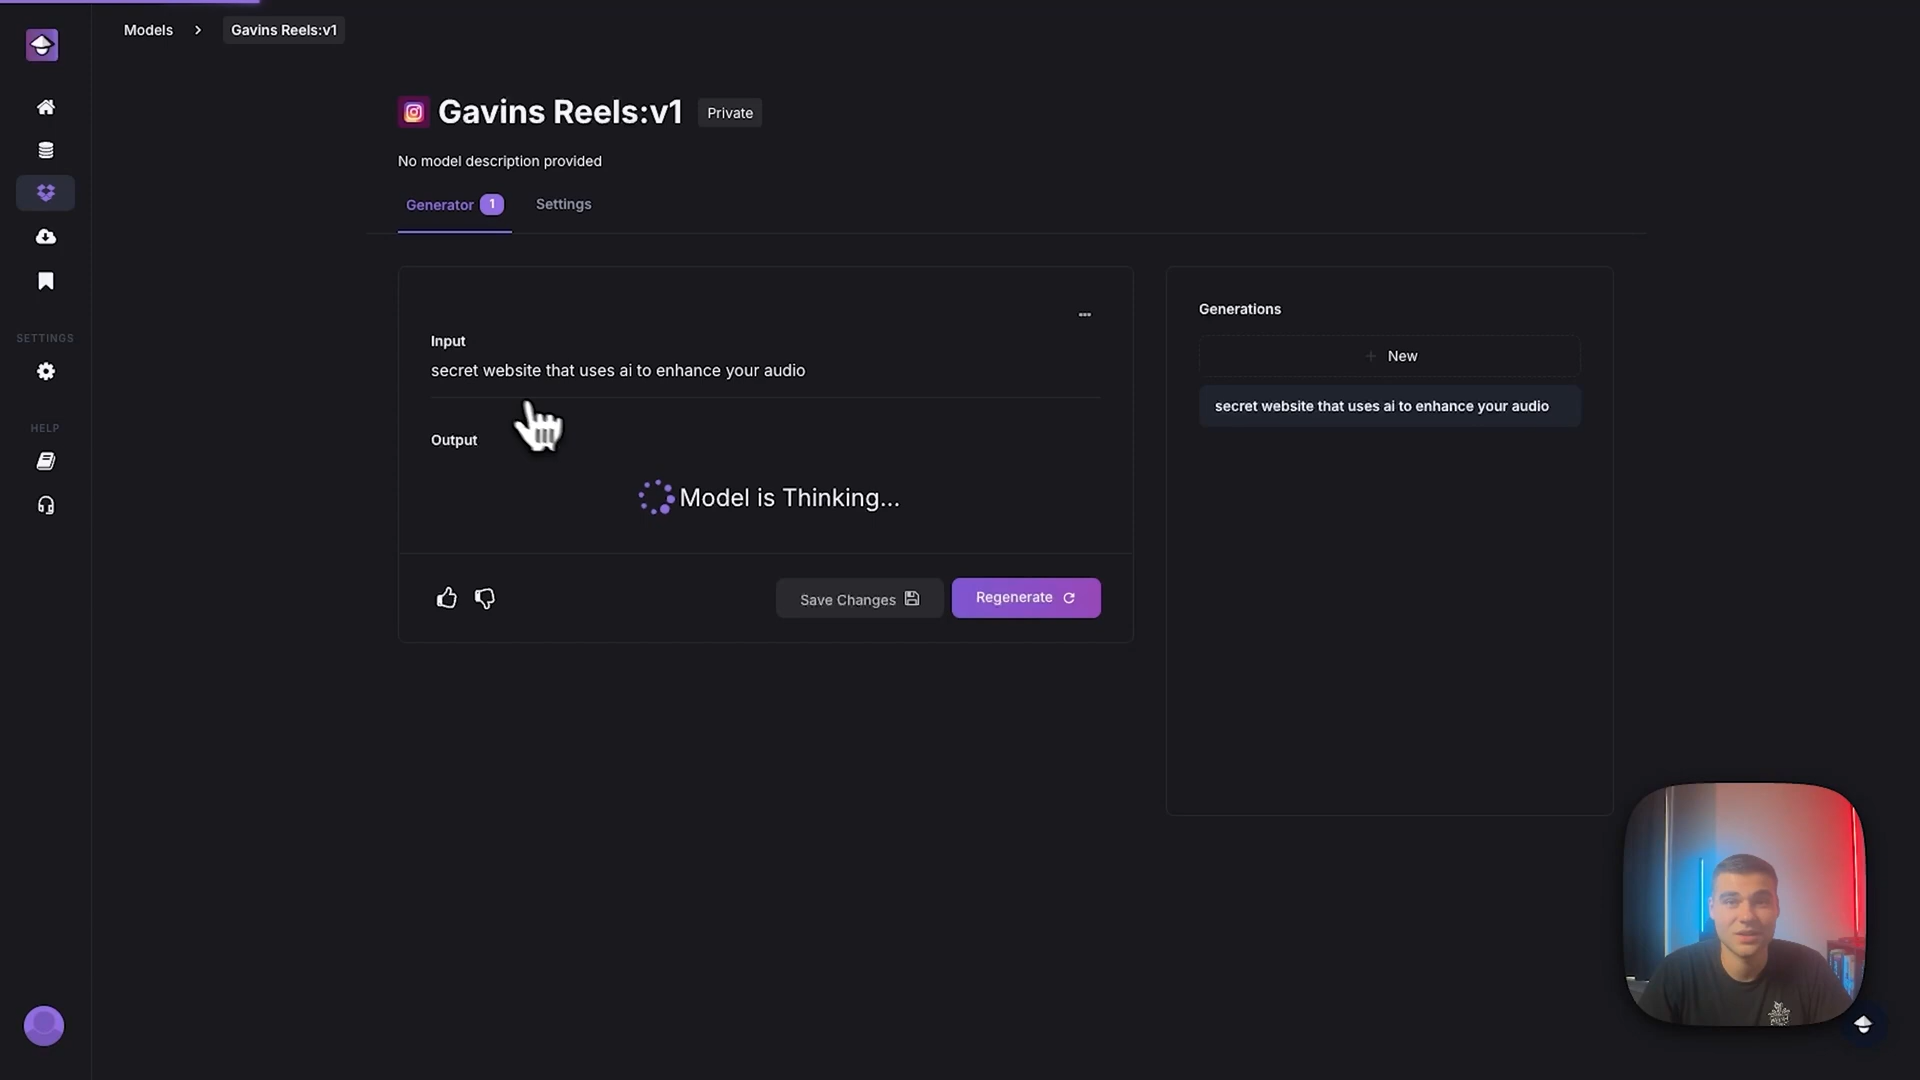 Models
Gavins Reels:v1
Gavins Reels:v1
Private
No model description provided
Generator 1
Settings
SETTINGS
HELP
Input
secret website that uses ai to enhance your audio
Output
Model is Thinking...
Save Changes
Regenerate
Generations
New
secret website that uses ai to enhance your audio